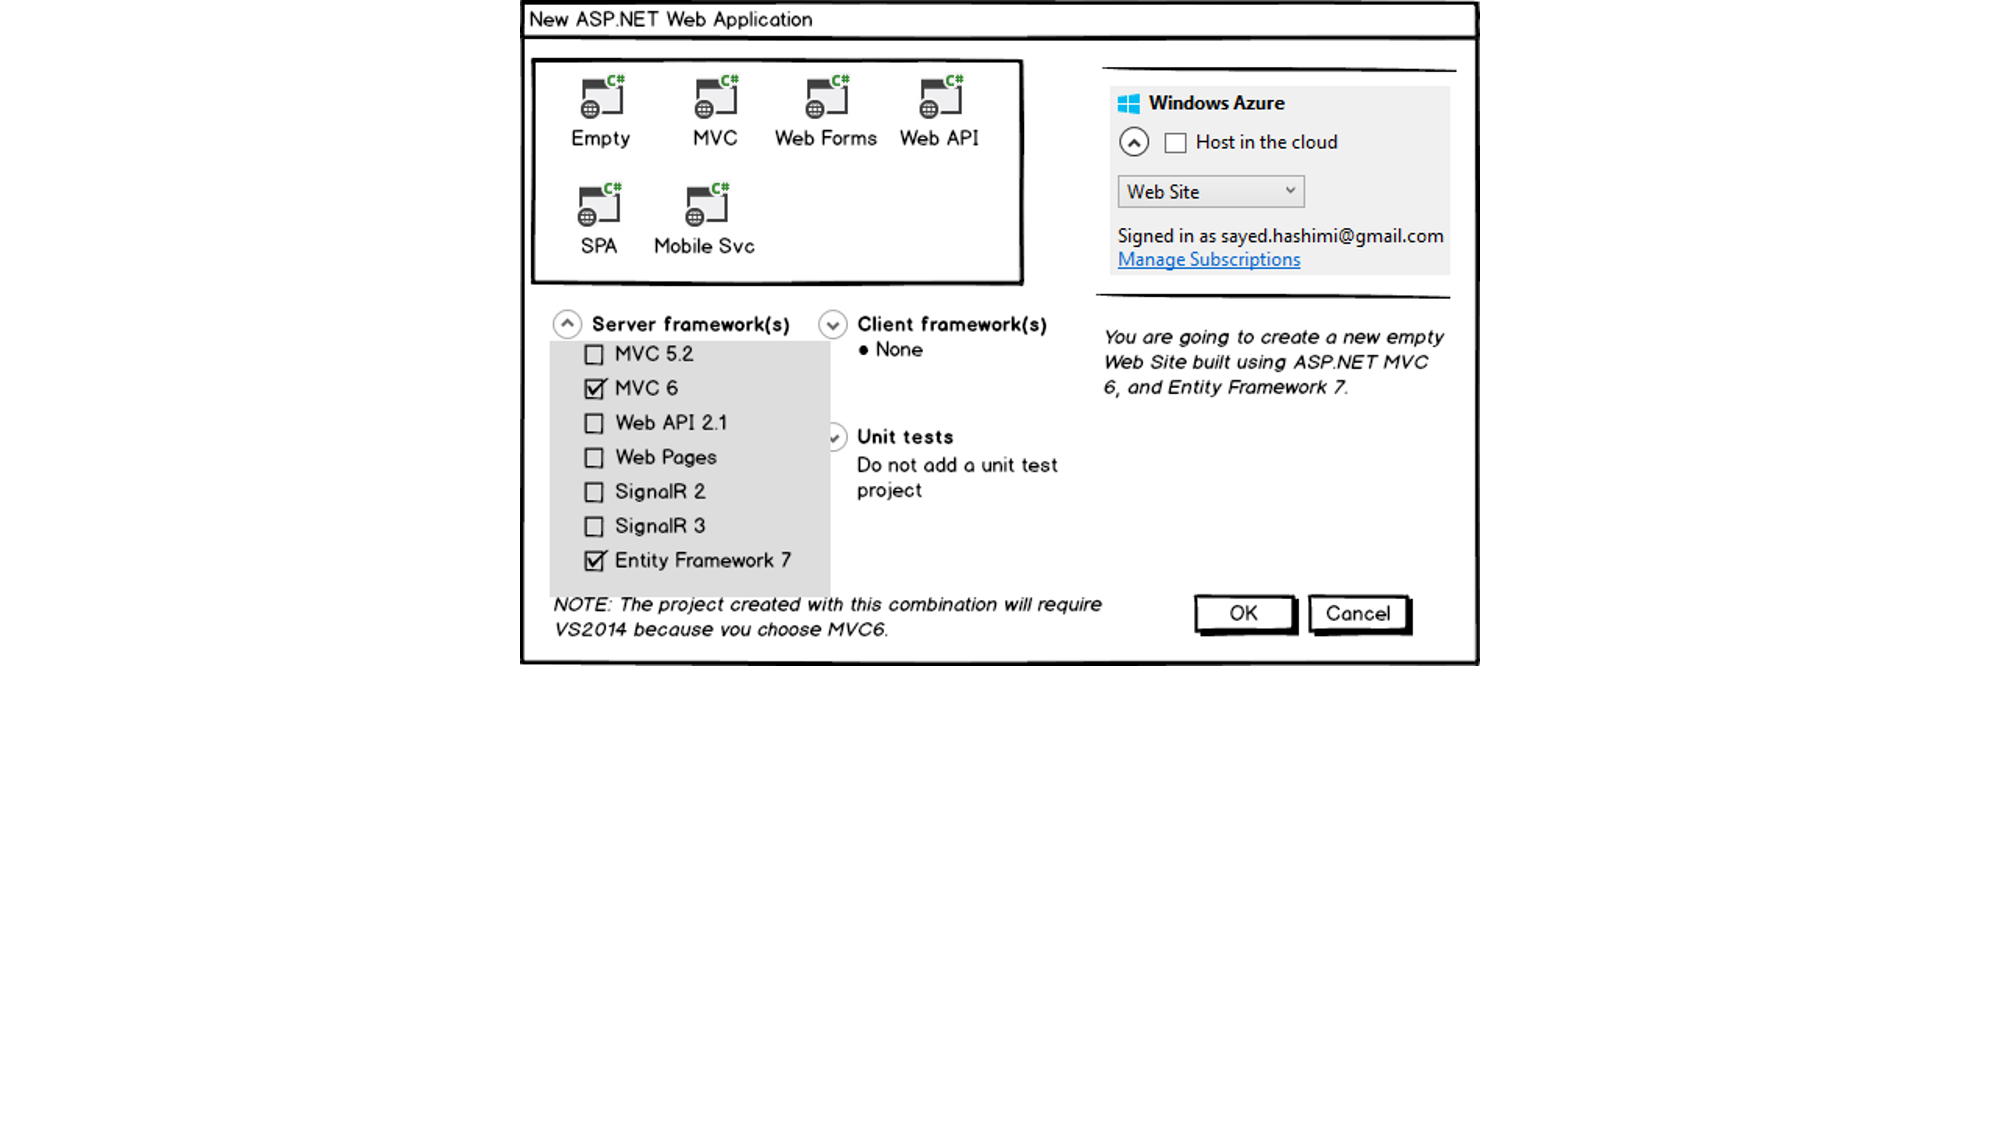 New ASP.NET Web Application
C# C# C# C#
Empty MVC Web Forms Web API
C# C#
SPA Mobile Svc
Windows Azure
Host in the cloud
Web Site
Signed in as sayed.hashimi@gmail.com
Manage Subscriptions
Server framework(s)
MVC 5.2
MVC 6
Web API 2.1
Web Pages
SignalR 2
SignalR 3
Entity Framework 7
Client framework(s)
• None
Unit tests
Do not add a unit test
project
You are going to create a new empty
Web Site built using ASP.NET MVC
6, and Entity Framework 7.
NOTE: The project created with this combination will require
VS2014 because you choose MVC6.
OK Cancel